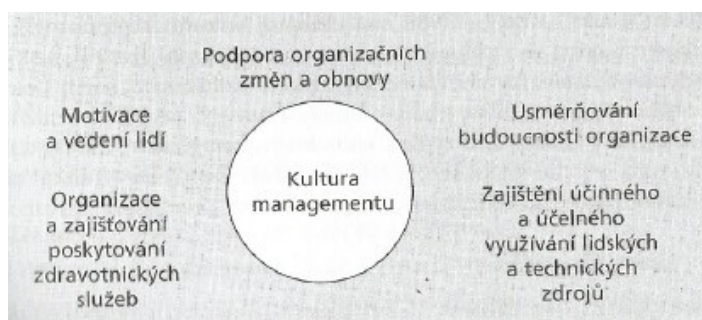 Podpora organizačních
změn a obnovy
Motivace
a vedení lidí
Usměrňování
budoucnosti organizace
Kultura
managementu
Organizace
a zajišťování
poskytování
zdravotnických
služeb
Zajištění účinného
a účelného
využívání lidských
a technických
zdrojů